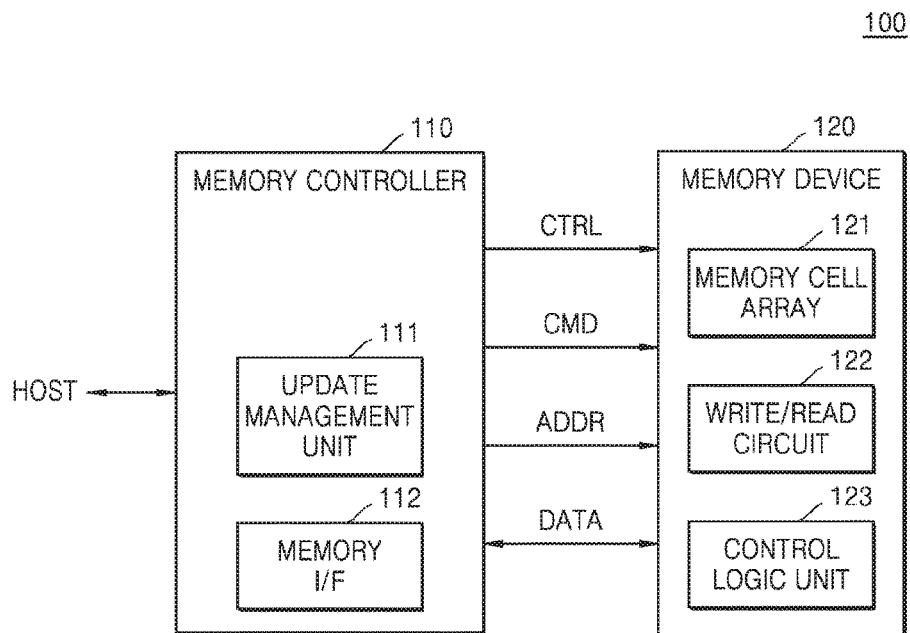 100
110
120
MEMORY CONTROLLER
MEMORY DEVICE
CTRL
121
MEMORY CELL
ARRAY
CMD
111
122
HOST
UPDATE
MANAGEMENT
UNIT
ADDR
WRITE/READ
CIRCUIT
112
123
DATA
MEMORY
I/F
CONTROL
LOGIC UNIT